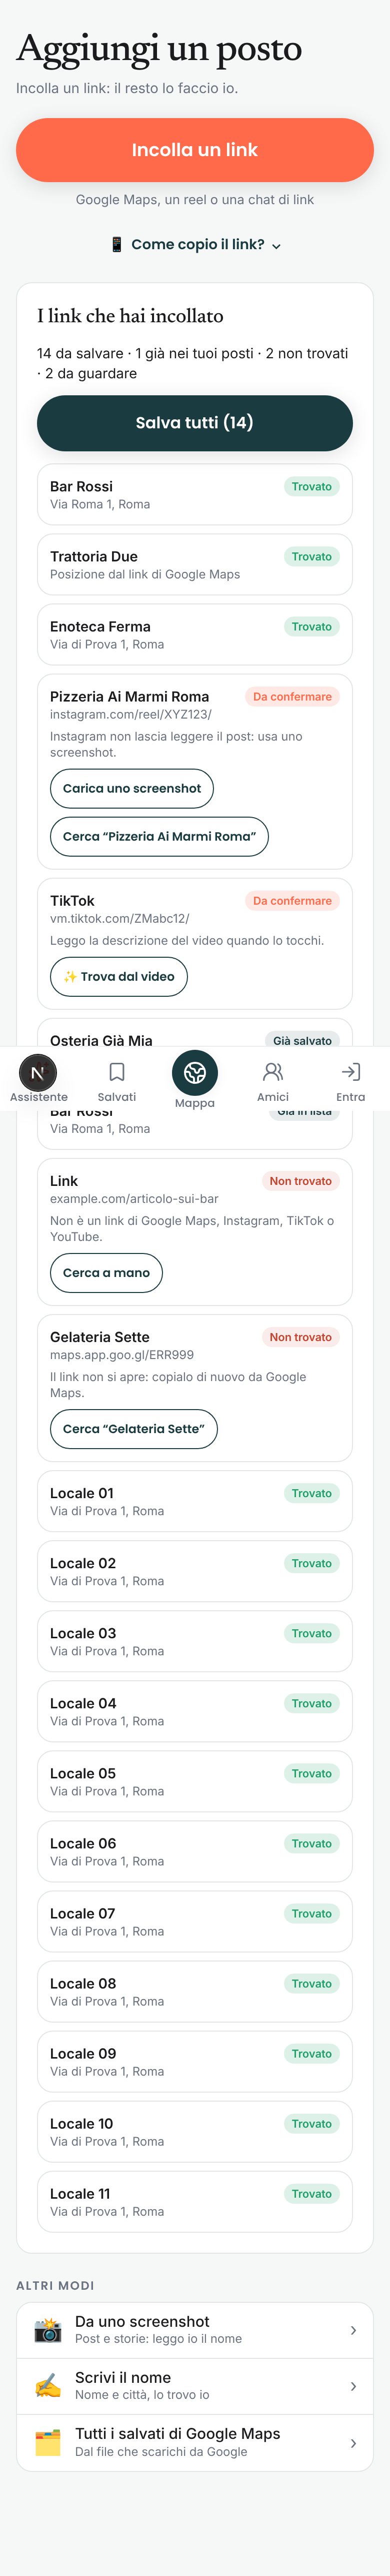 Aggiungi un posto
Incolla un link: il resto lo faccio io.
Incolla un link
Google Maps, un reel o una chat di link
📱 Come copio il link?
I link che hai incollato
14 da salvare · 1 già nei tuoi posti · 2 non trovati
· 2 da guardare
Salva tutti (14)
Bar Rossi
Trovato
Via Roma 1, Roma
Trattoria Due
Trovato
Posizione dal link di Google Maps
Enoteca Ferma
Trovato
Via di Prova 1, Roma
Pizzeria Ai Marmi Roma
Da confermare
instagram.com/reel/XYZ123/
Instagram non lascia leggere il post: usa uno
screenshot.
Carica uno screenshot
Cerca “Pizzeria Ai Marmi Roma”
TikTok
Da confermare
vm.tiktok.com/ZMabc12/
Leggo la descrizione del video quando lo tocchi.
✨ Trova dal video
Osteria Già Mia
Già salvato
N
Assistente
Salvati
Mappa
Amici
Entra
Bar Rossi
Già in lista
Via Roma 1, Roma
Link
Non trovato
example.com/articolo-sui-bar
Non è un link di Google Maps, Instagram, TikTok o
YouTube.
Cerca a mano
Gelateria Sette
Non trovato
maps.app.goo.gl/ERR999
Il link non si apre: copialo di nuovo da Google
Maps.
Cerca “Gelateria Sette”
Locale 01
Trovato
Via di Prova 1, Roma
Locale 02
Trovato
Via di Prova 1, Roma
Locale 03
Trovato
Via di Prova 1, Roma
Locale 04
Trovato
Via di Prova 1, Roma
Locale 05
Trovato
Via di Prova 1, Roma
Locale 06
Trovato
Via di Prova 1, Roma
Locale 07
Trovato
Via di Prova 1, Roma
Locale 08
Trovato
Via di Prova 1, Roma
Locale 09
Trovato
Via di Prova 1, Roma
Locale 10
Trovato
Via di Prova 1, Roma
Locale 11
Trovato
Via di Prova 1, Roma
ALTRI MODI
Da uno screenshot
Post e storie: leggo io il nome
Scrivi il nome
Nome e città, lo trovo io
Tutti i salvati di Google Maps
Dal file che scarichi da Google